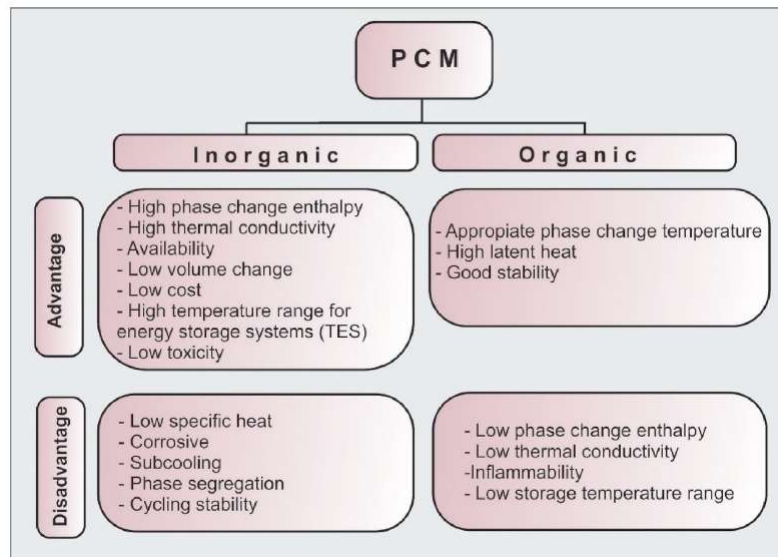 PCM
Inorganic
Organic
Advantage
- High phase change enthalpy
- High thermal conductivity
- Availability
- Low volume change
- Low cost
- High temperature range for
energy storage systems (TES)
- Low toxicity
- Appropiate phase change temperature
- High latent heat
- Good stability
Disadvantage
- Low specific heat
- Corrosive
- Subcooling
- Phase segregation
- Cycling stability
- Low phase change enthalpy
- Low thermal conductivity
-Inflammability
- Low storage temperature range